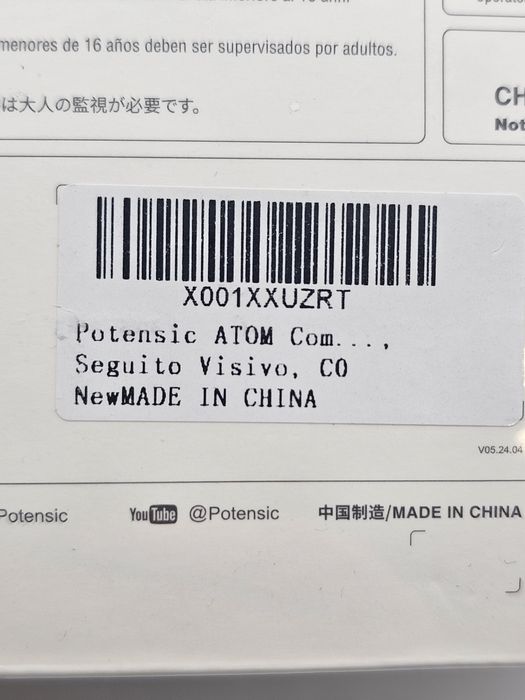 menores de 16 años deben ser supervisados por adultos.
は大人の監視が必要です。
CH
Not
X001XXUZRT
Potensic ATOM Com...,
Seguito Visivo, CO
NewMADE IN CHINA
V05.24.04
Potensic
YouTube @Potensic
中国制造/MADE IN CHINA